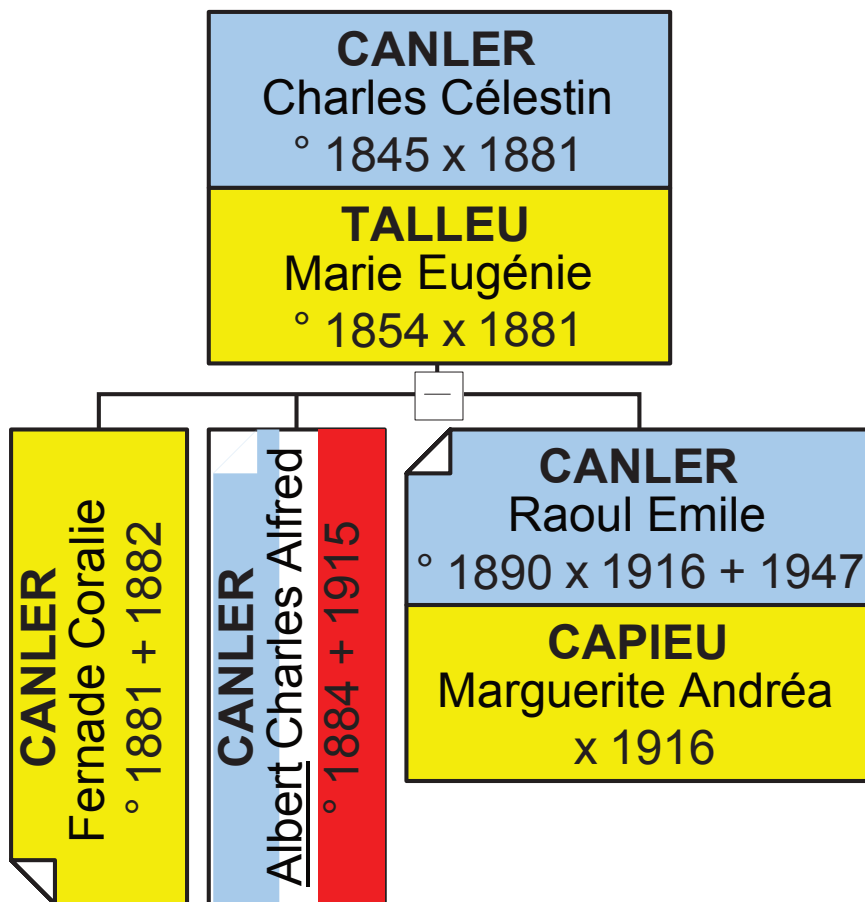 CANLER
Charles Célestin
° 1845 x 1881
TALLEU
Marie Eugénie
° 1854 x 1881
CANLER
Fernade Coralie
° 1881 + 1882
CANLER
Albert Charles Alfred
° 1884 + 1915
CANLER
Raoul Emile
° 1890 x 1916 + 1947
CAPIEU
Marguerite Andréa
x 1916